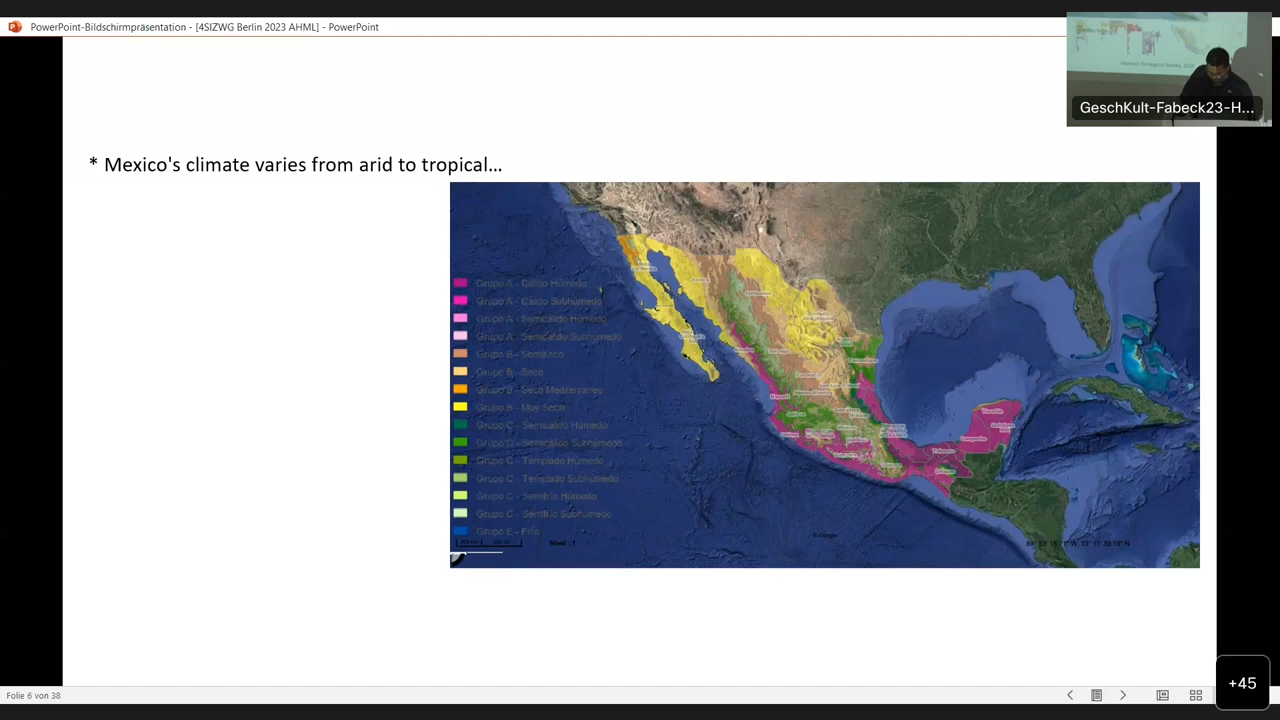 PowerPoint-Bildschirmpräsentation - [4SIZWG Berlin 2023 AHML] - PowerPoint
GeschKult-Fabeck23-H...
* Mexico's climate varies from arid to tropical...
Grupo A - Cálido Húmedo
Grupo A - Cálido Subhúmedo
Grupo A - Semicálido Húmedo
Grupo A - Semicálido Subhúmedo
Grupo B - Semiseco
Grupo B - Seco
Grupo B - Seco Mediterraneo
Grupo B - Muy Seco
Grupo C - Semicálido Húmedo
Grupo C - Semicálido Subhúmedo
Grupo C - Templado Húmedo
Grupo C - Templado Subhúmedo
Grupo C - Semifrío Húmedo
Grupo C - Semifrío Subhúmedo
Grupo E - Frío
Nivel : 1
© Google
+45
Folie 6 von 38